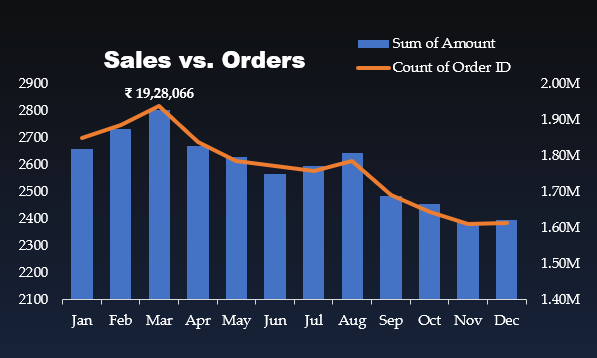 Sales vs. Orders
Sum of Amount
Count of Order ID
₹ 19,28,066
2900
2800
2700
2600
2500
2400
2300
2200
2100
2.00M
1.90M
1.80M
1.70M
1.60M
1.50M
1.40M
Jan Feb Mar Apr May Jun Jul Aug Sep Oct Nov Dec